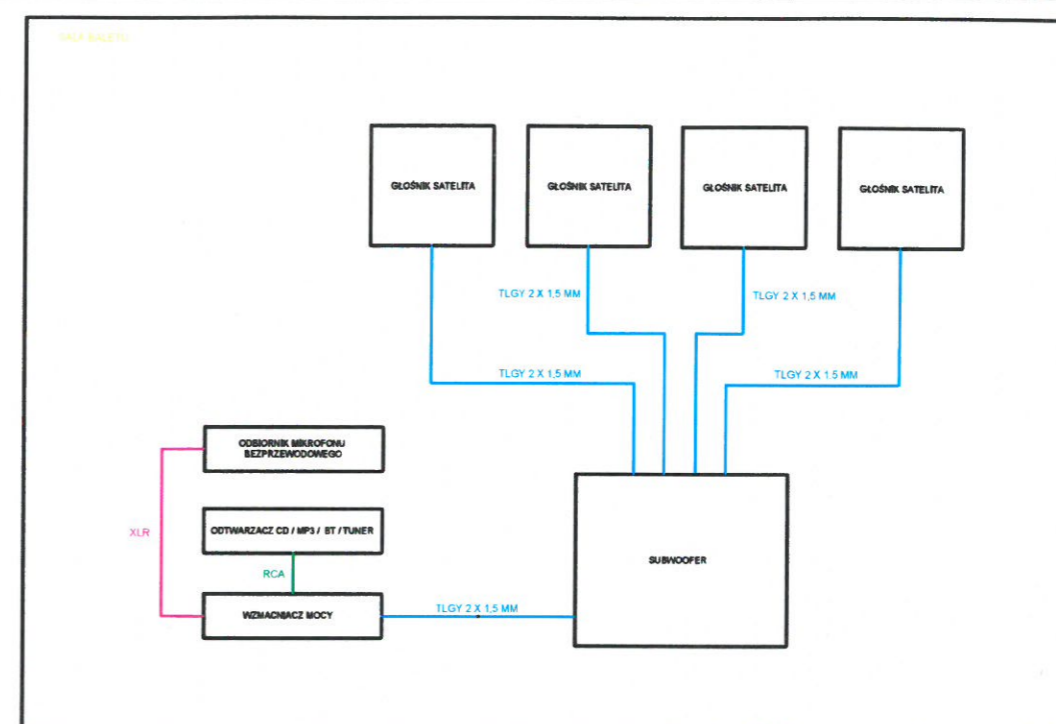 SALA BALETU
GŁOŚNIK SATELITA
GŁOŚNIK SATELITA
GŁOŚNIK SATELITA
GŁOŚNIK SATELITA
TLGY 2 X 1,5 MM
TLGY 2 X 1,5 MM
TLGY 2 X 1,5 MM
TLGY 2 X 1.5 MM
ODBIORNIK MIKROFONU
BEZPRZEWODOWEGO
XLR
ODTWARZACZ CD / MP3 / BT / TUNER
RCA
WZMACNIACZ MOCY
TLGY 2 X 1,5 MM
SUBWOOFER